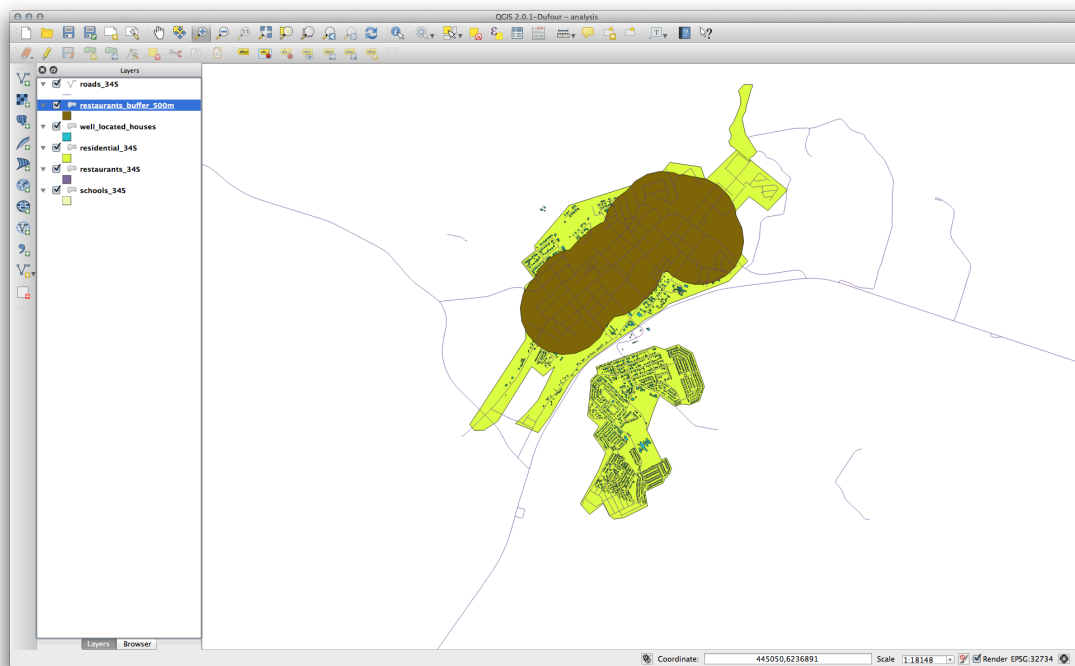 QGIS 2.0.1-Dufour - analysis
Layers
roads_34S
restaurants_buffer_500m
well_located_houses
residential_34S
restaurants_34S
schools_34S
Layers
Browser
Coordinate:
445050,6236891
Scale
1:18148
Render
EPSG:32734